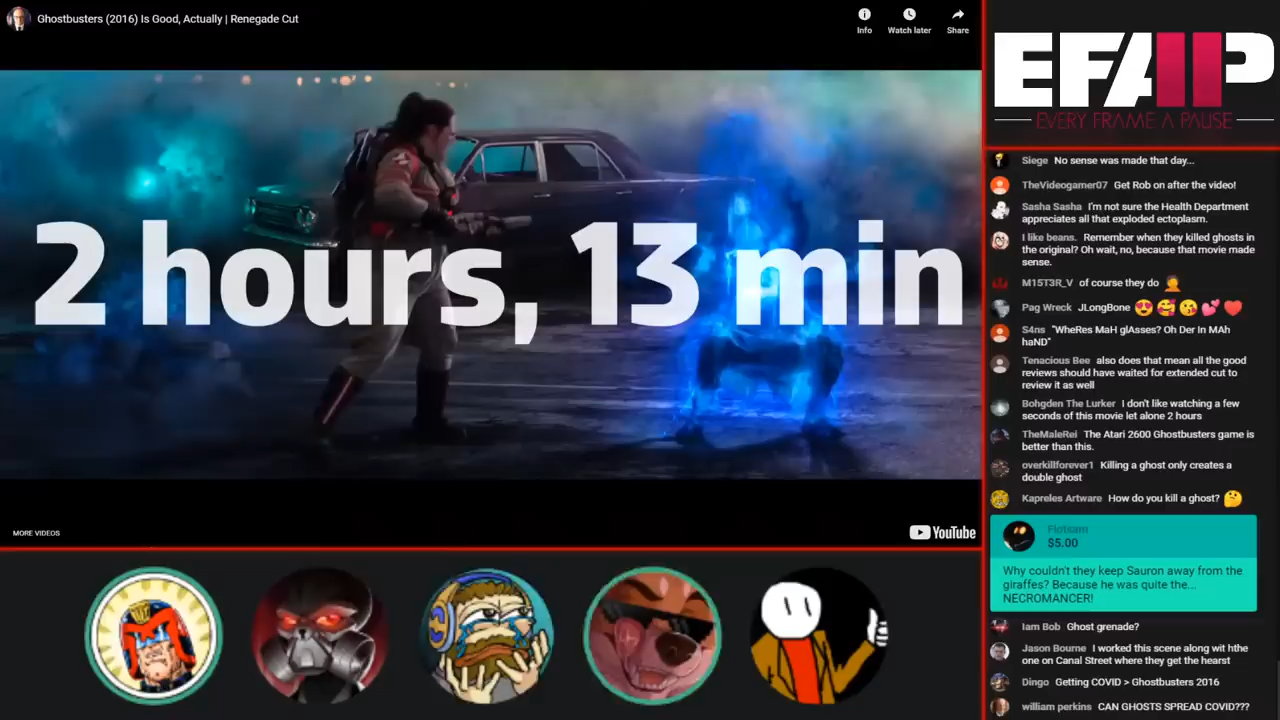 Ghostbusters (2016) Is Good, Actually | Renegade Cut
Info
Watch later
Share
2 hours, 13 min
MORE VIDEOS
YouTube
EFAP
EVERY FRAME A PAUSE
Siege No sense was made that day...
TheVideogamer07 Get Rob on after the video!
Sasha Sasha I'm not sure the Health Department
appreciates all that exploded ectoplasm.
I like beans. Remember when they killed ghosts in
the original? Oh wait, no, because that movie made
sense.
M15T3R_V of course they do 🤦
Pag Wreck JLongBone 😍 🥰 😘 💕 ❤️
S4ns "WheRes MaH glAsses? Oh Der In MAh
haND"
Tenacious Bee also does that mean all the good
reviews should have waited for extended cut to
review it as well
Bohgden The Lurker I don't like watching a few
seconds of this movie let alone 2 hours
TheMaleRei The Atari 2600 Ghostbusters game is
better than this.
overkillforever1 Killing a ghost only creates a
double ghost
Kapreles Artware How do you kill a ghost? 🤔
Flotsam
$5.00
Why couldn't they keep Sauron away from the
giraffes? Because he was quite the...
NECROMANCER!
Iam Bob Ghost grenade?
Jason Bourne I worked this scene along wit hthe
one on Canal Street where they get the hearst
Dingo Getting COVID > Ghostbusters 2016
william perkins CAN GHOSTS SPREAD COVID???